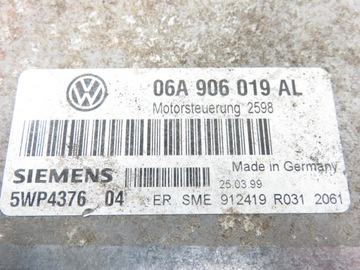 06A 906 019 AL
Motorsteuerung 2598
SIEMENS
Made in Germany
25.03.99
5WP4376 04
ER SME 912419 R031 2061